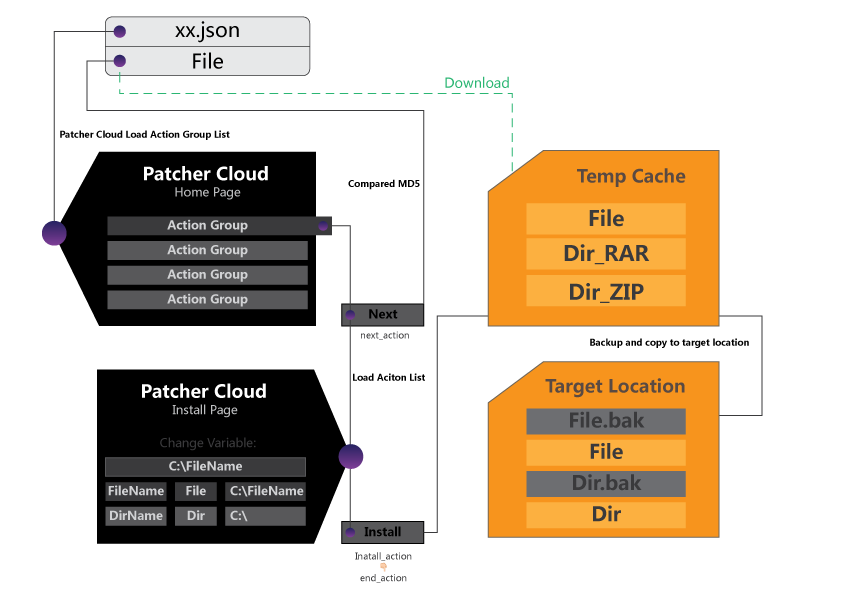 xx.json
File
Download
Patcher Cloud Load Action Group List
Patcher Cloud
Home Page
Action Group
Action Group
Action Group
Action Group
Compared MD5
Next
next_action
Temp Cache
File
Dir_RAR
Dir_ZIP
Backup and copy to target location
Load Aciton List
Patcher Cloud
Install Page
Change Variable:
C:\FileName
FileName File C:\FileName
DirName Dir C:\
Install
Inatall_action
end_action
Target Location
File.bak
File
Dir.bak
Dir